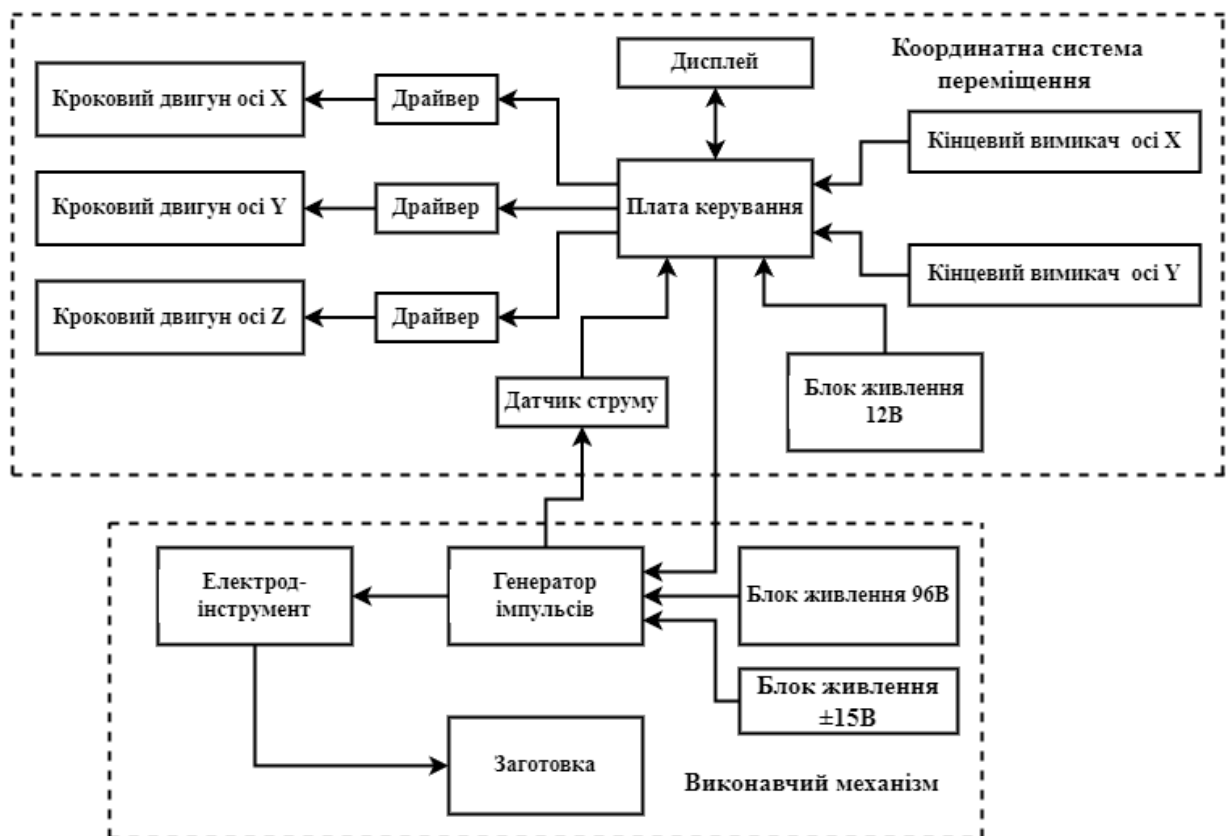 Координатна система
переміщення
Дисплей
Кроковий двигун осі X
Драйвер
Кінцевий вимикач осі X
Кроковий двигун осі Y
Драйвер
Плата керування
Кінцевий вимикач осі Y
Кроковий двигун осі Z
Драйвер
Датчик струму
Блок живлення
12В
Електрод-
інструмент
Генератор
імпульсів
Блок живлення 96В
Блок живлення
±15В
Заготовка
Виконавчий механізм